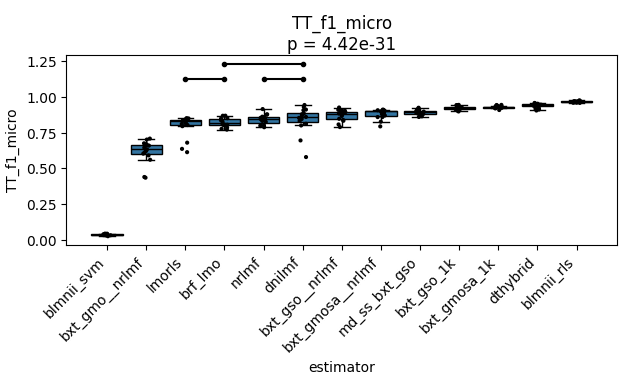 TT_f1_micro
p = 4.42e-31
TT_f1_micro
1.25
1.00
0.75
0.50
0.25
0.00
blmnii_svm
bxt_gmo__nrlmf
lmorls
brf_lmo
nrlmf
dnilmf
bxt_gso__nrlmf
bxt_gmosa__nrlmf
md_ss_bxt_gso
bxt_gso_1k
bxt_gmosa_1k
dthybrid
blmnii_rls
estimator